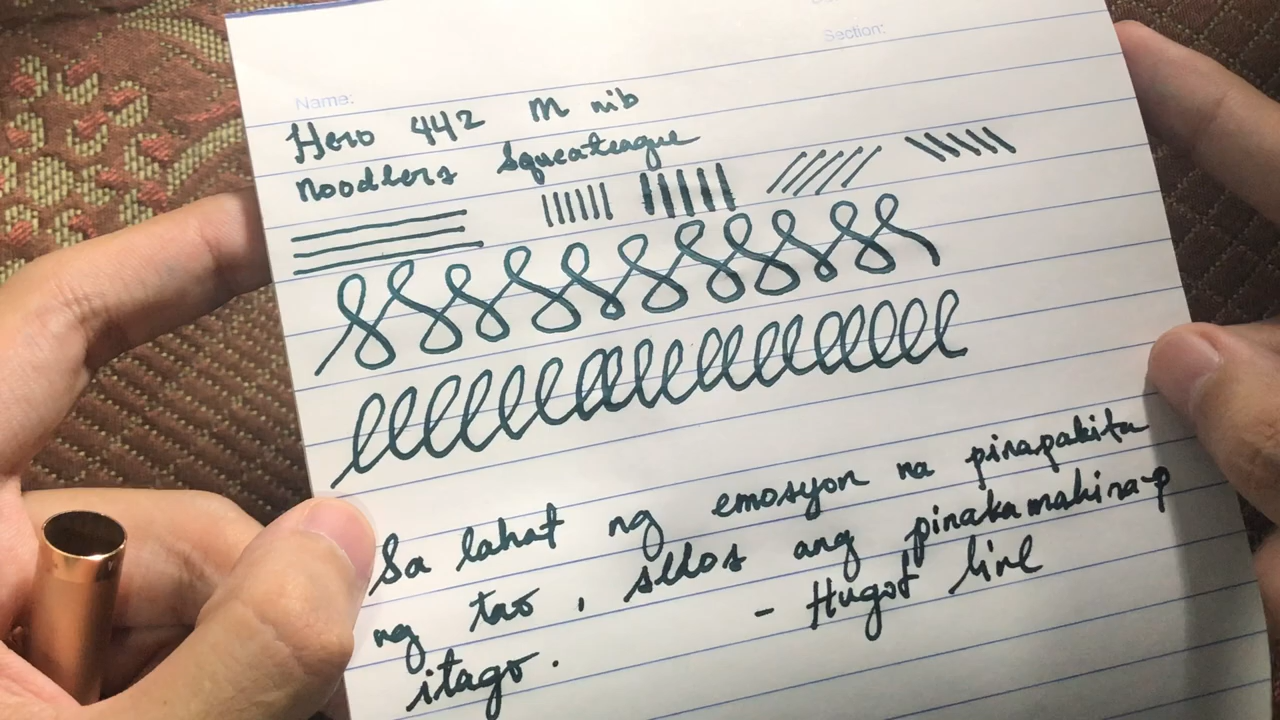 Section:
Name:
Hero 442 M nib
Noodlers Squeateague
Sa lahat ng emosyon na pinapakita
ng tao, selos ang pinakamahirap
itago.
- Hugot line